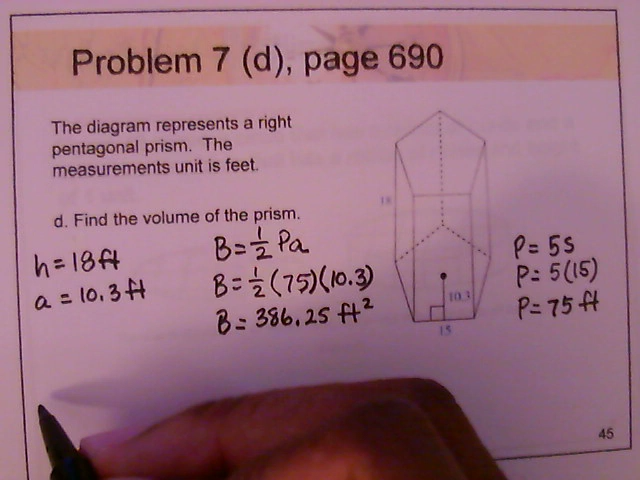 Problem 7 (d), page 690
The diagram represents a right
pentagonal prism. The
measurements unit is feet.
d. Find the volume of the prism.
h = 18 ft
a = 10.3 ft
B = 1/2 Pa
B = 1/2 (75)(10.3)
B = 386.25 ft²
18
10.3
15
P = 5s
P = 5(15)
P = 75 ft
45